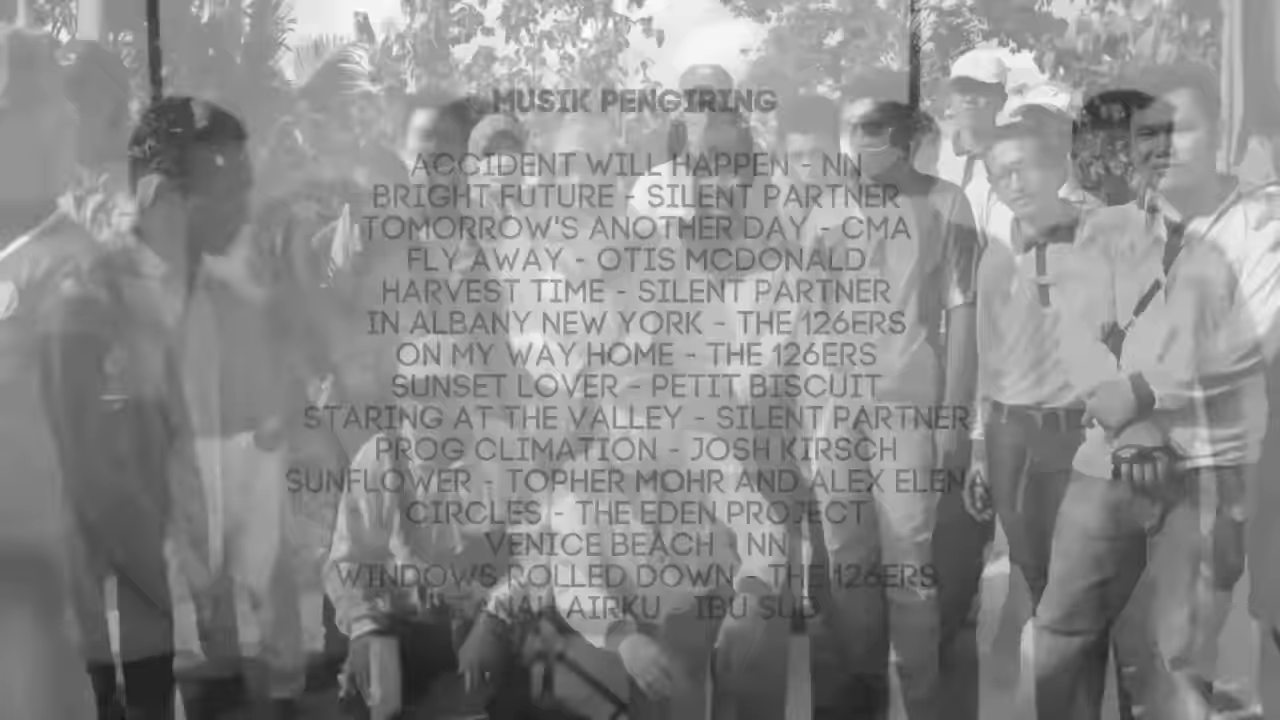 MUSIK PENGIRING
ACCIDENT WILL HAPPEN - NN
BRIGHT FUTURE - SILENT PARTNER
TOMORROW'S ANOTHER DAY - CMA
FLY AWAY - OTIS MCDONALD
HARVEST TIME - SILENT PARTNER
IN ALBANY NEW YORK - THE 126ERS
ON MY WAY HOME - THE 126ERS
SUNSET LOVER - PETIT BISCUIT
STARING AT THE VALLEY - SILENT PARTNER
PROG CLIMATION - JOSH KIRSCH
SUNFLOWER - TOPHER MOHR AND ALEX ELENA
CIRCLES - THE EDEN PROJECT
VENICE BEACH - NN
WINDOWS ROLLED DOWN - THE 126ERS
AIRKU - IBU SUD